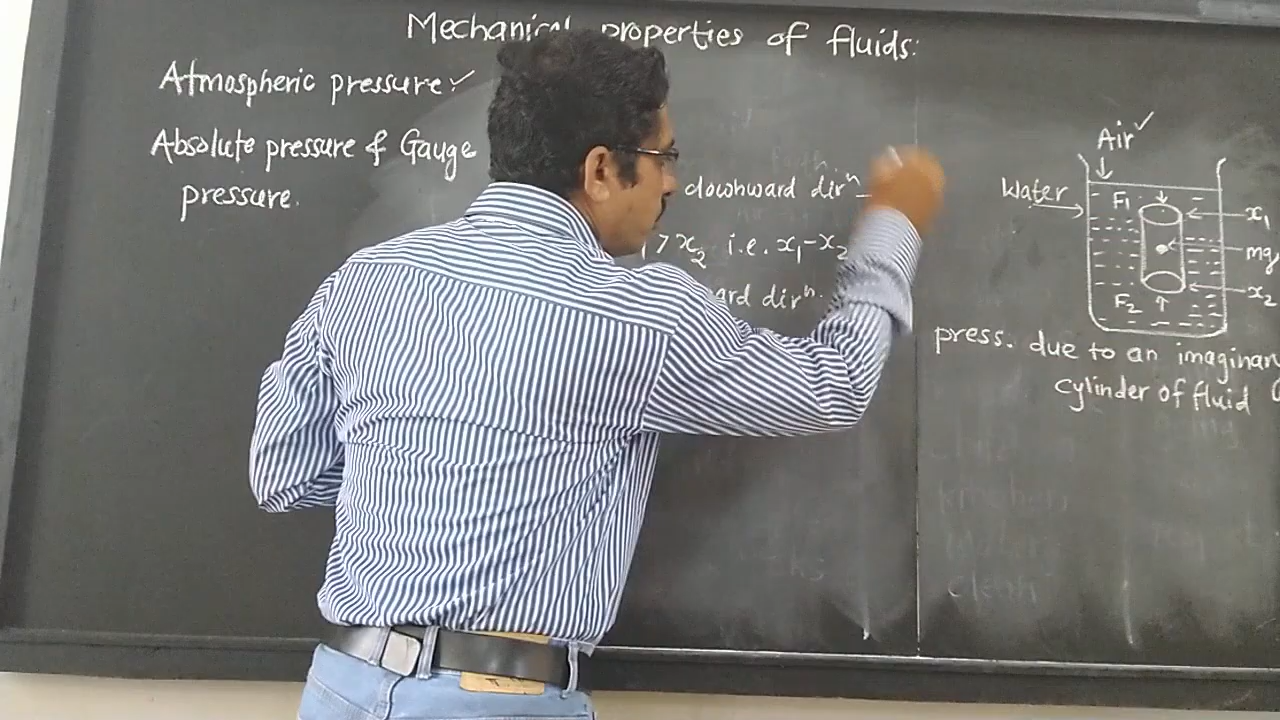 Mechanical properties of fluids:
Atmospheric pressure ✓
Absolute pressure & Gauge
pressure.
downward dirⁿ
> x₂ i.e. x₁-x₂
dirⁿ.
Air ✓
Water
F₁
x₁
mg
x₂
F₂
press. due to an
cylinder of fluid